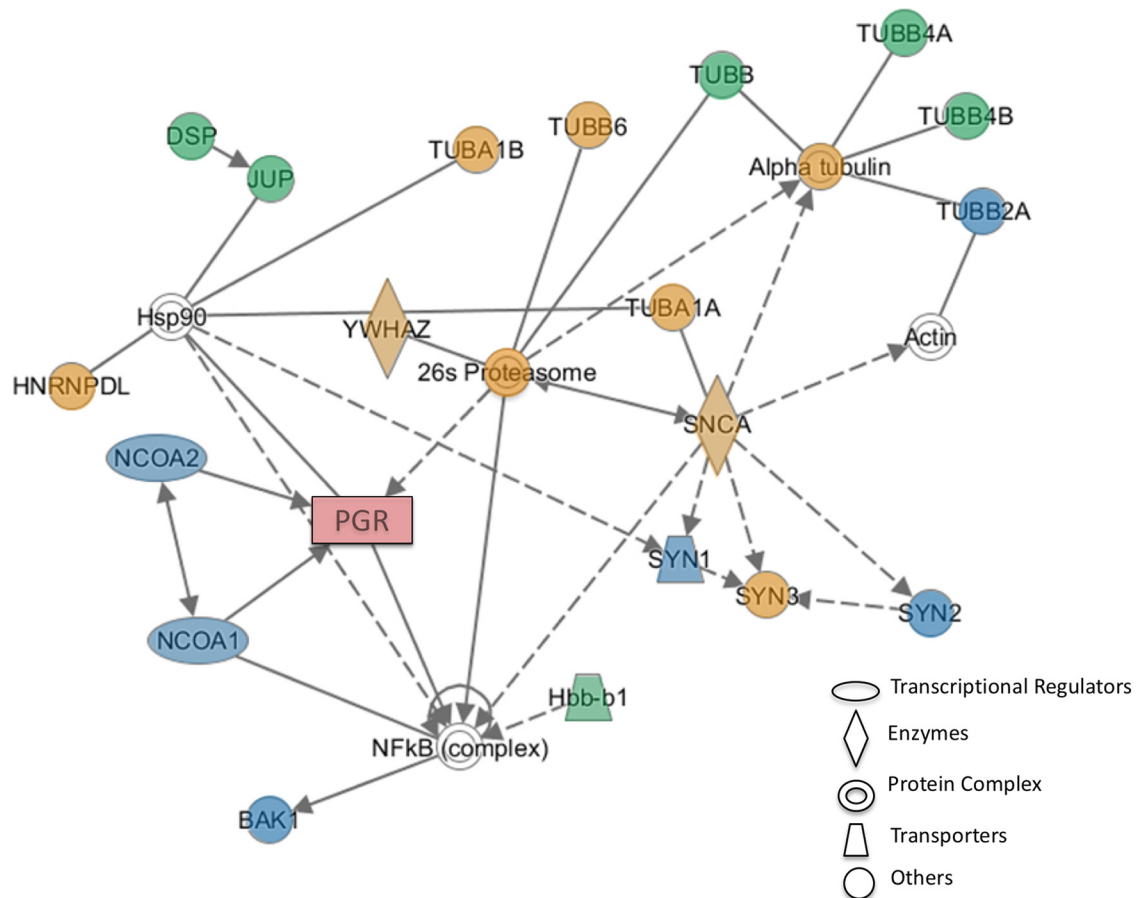 TUBB4A
TUBB
TUBB4B
TUBB6
DSP
TUBA1B
JUP
Alpha tubulin
TUBB2A
Hsp90
YWHAZ
TUBA1A
Actin
26s Proteasome
HNRNPDL
SNCA
NCOA2
PGR
SYN1
SYN3
SYN2
NCOA1
Hbb-b1
NFkB (complex)
BAK1
Transcriptional Regulators
Enzymes
Protein Complex
Transporters
Others